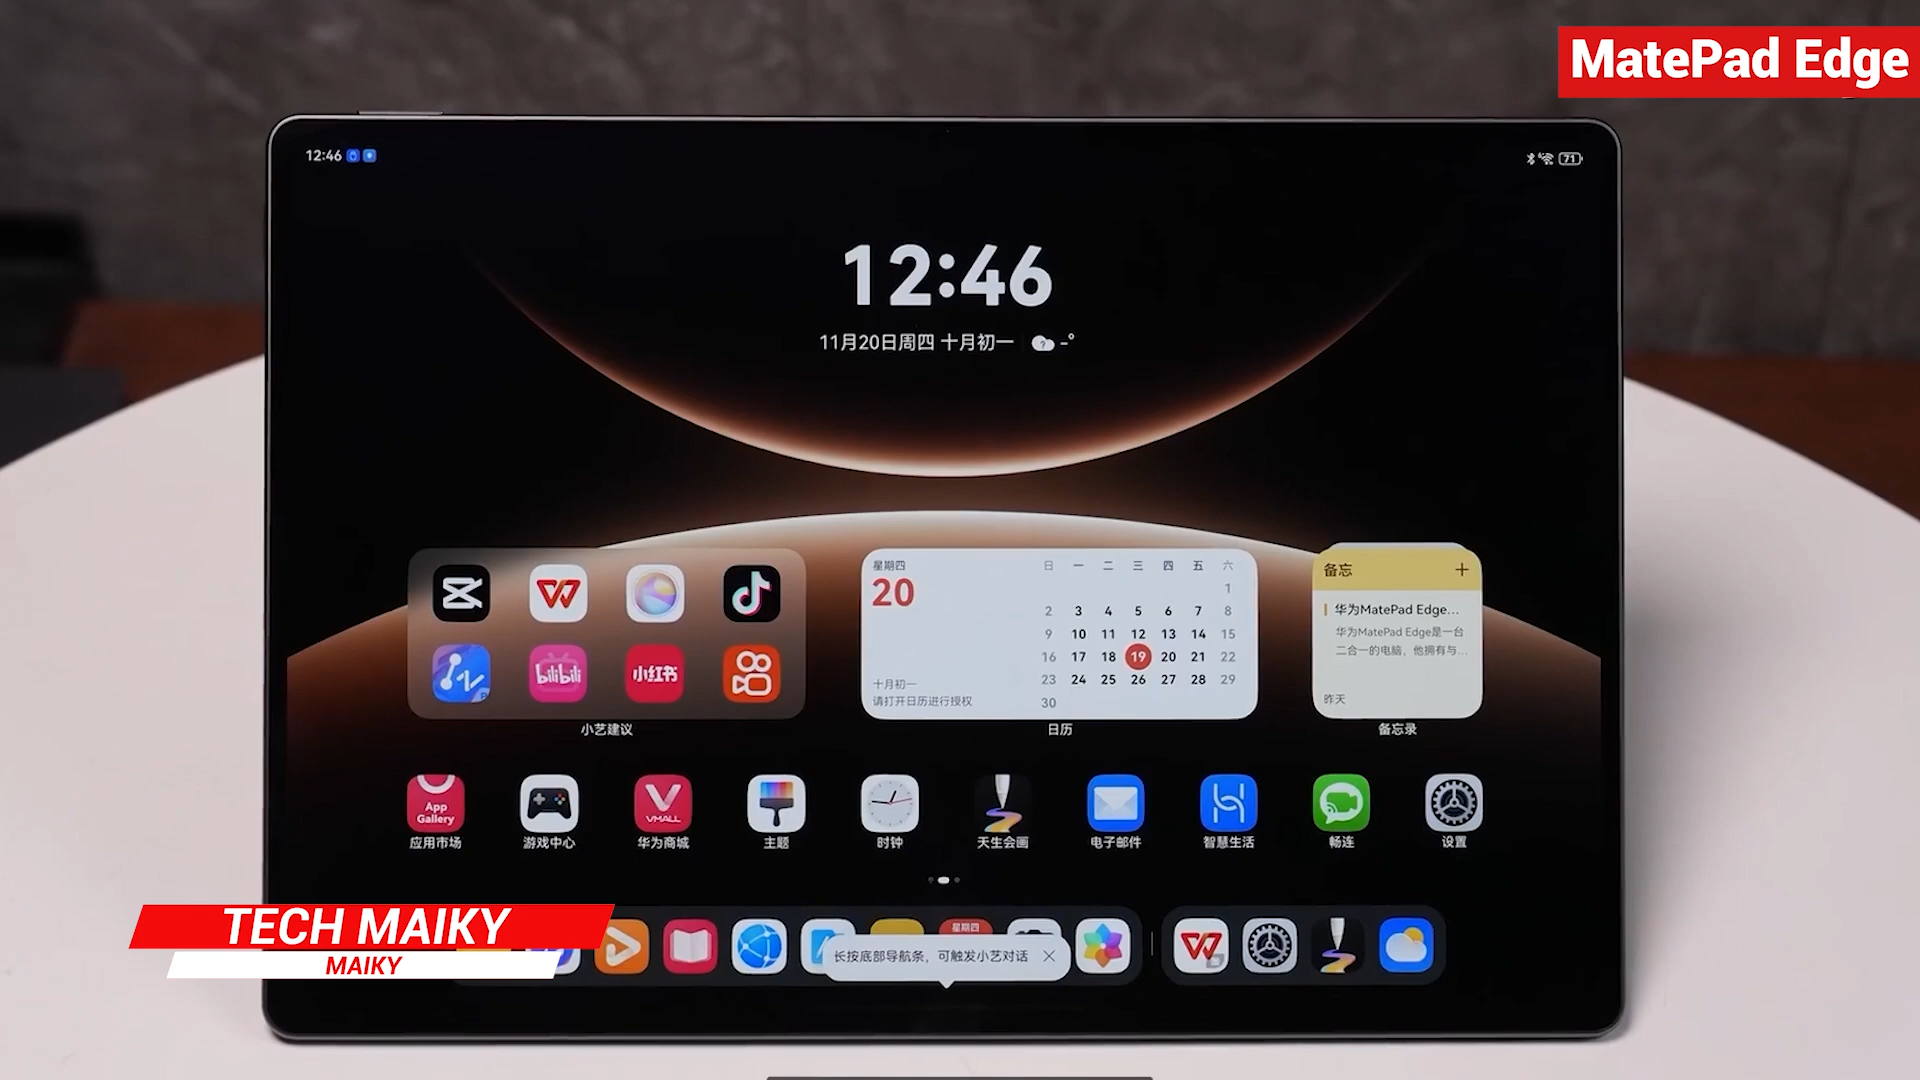 MatePad Edge
12:46
71
12:46
11月20日周四 十月初一
? -°
星期四
20
十月初一
请打开日历进行授权
日 一 二 三 四 五 六
1
2 3 4 5 6 7 8
9 10 11 12 13 14 15
16 17 18 19 20 21 22
23 24 25 26 27 28 29
30
备忘 +
华为MatePad Edge...
华为MatePad Edge是一台
二合一的电脑，他拥有与...
昨天
bilibili
小红书
小艺建议
日历
备忘录
App
Gallery
VMALL
应用市场
游戏中心
华为商城
主题
时钟
天生会画
电子邮件
智慧生活
畅连
设置
星期四
长按底部导航条，可触发小艺对话 ×
TECH MAIKY
MAIKY